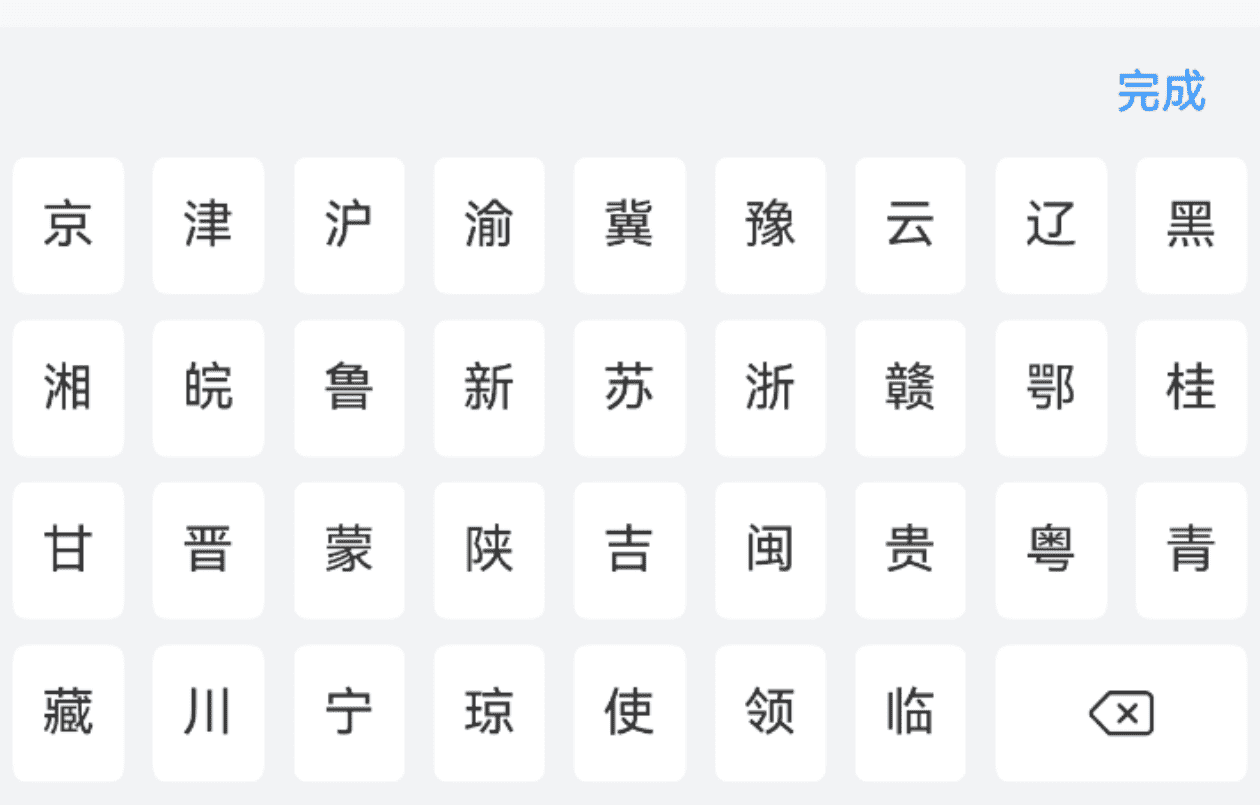 完成
京 津 沪 渝 冀 豫 云 辽 黑
湘 皖 鲁 新 苏 浙 赣 鄂 桂
甘 晋 蒙 陕 吉 闽 贵 粤 青
藏 川 宁 琼 使 领 临